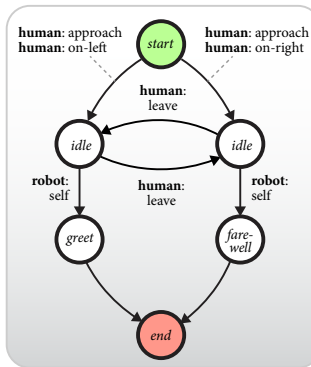 human: approach
human: on-left
start
human: approach
human: on-right
human:
leave
idle
idle
human:
leave
robot:
self
robot:
self
greet
fare-
well
end